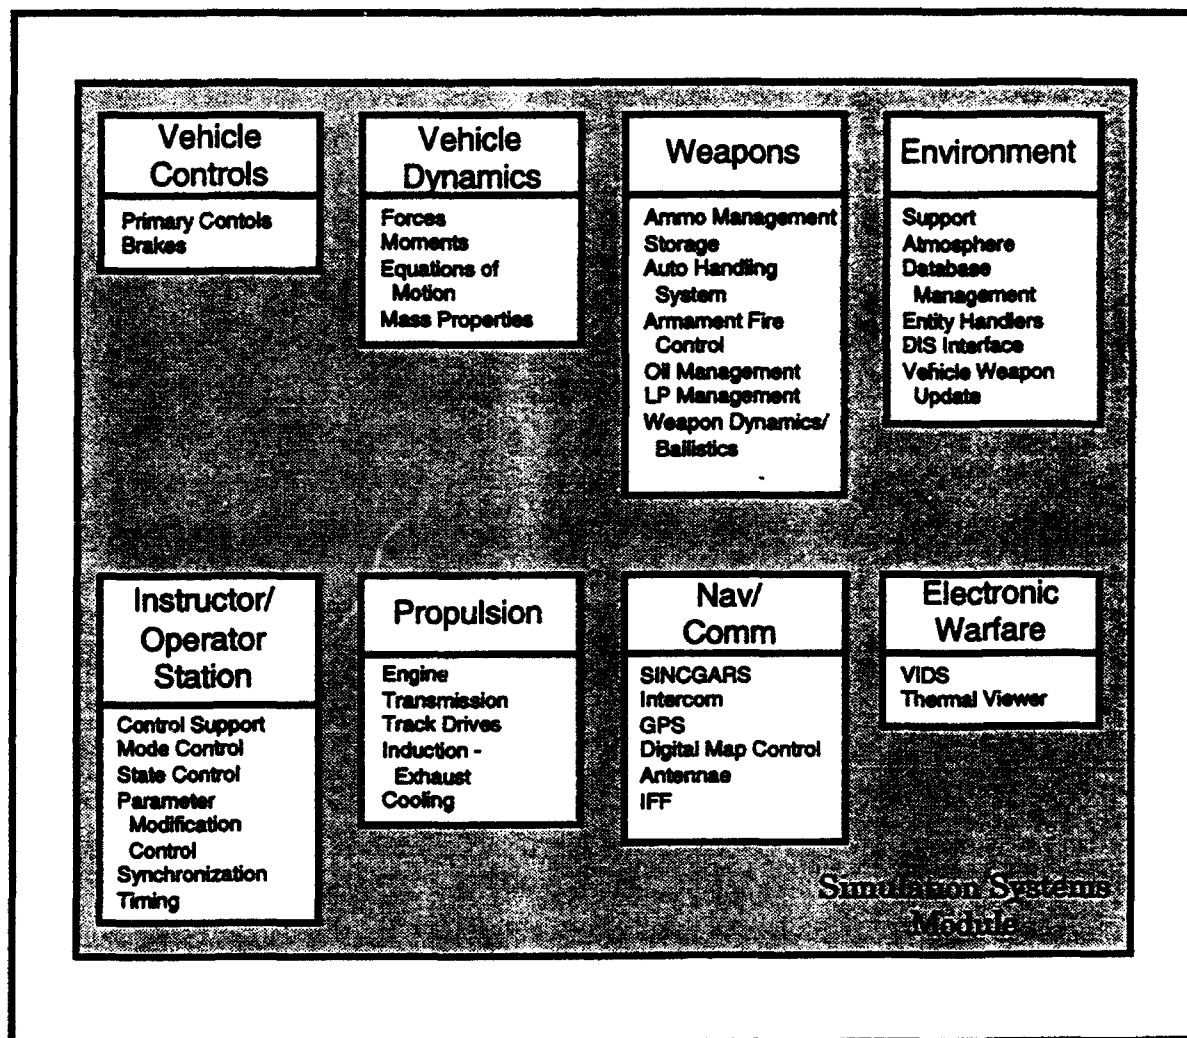 Vehicle
Controls
Primary Contols
Brakes
Vehicle
Dynamics
Forces
Moments
Equations of
Motion
Mass Properties
Weapons
Ammo Management
Storage
Auto Handling
System
Armament Fire
Control
Oil Management
LP Management
Weapon Dynamics/
Ballistics
Environment
Support
Atmosphere
Database
Management
Entity Handlers
DIS Interface
Vehicle Weapon
Update
Instructor/
Operator
Station
Control Support
Mode Control
State Control
Parameter
Modification
Control
Synchronization
Timing
Propulsion
Engine
Transmission
Track Drives
Induction -
Exhaust
Cooling
Nav/
Comm
SINCGARS
Intercom
GPS
Digital Map Control
Antennae
IFF
Electronic
Warfare
VIDS
Thermal Viewer
Simulation Systems
Module